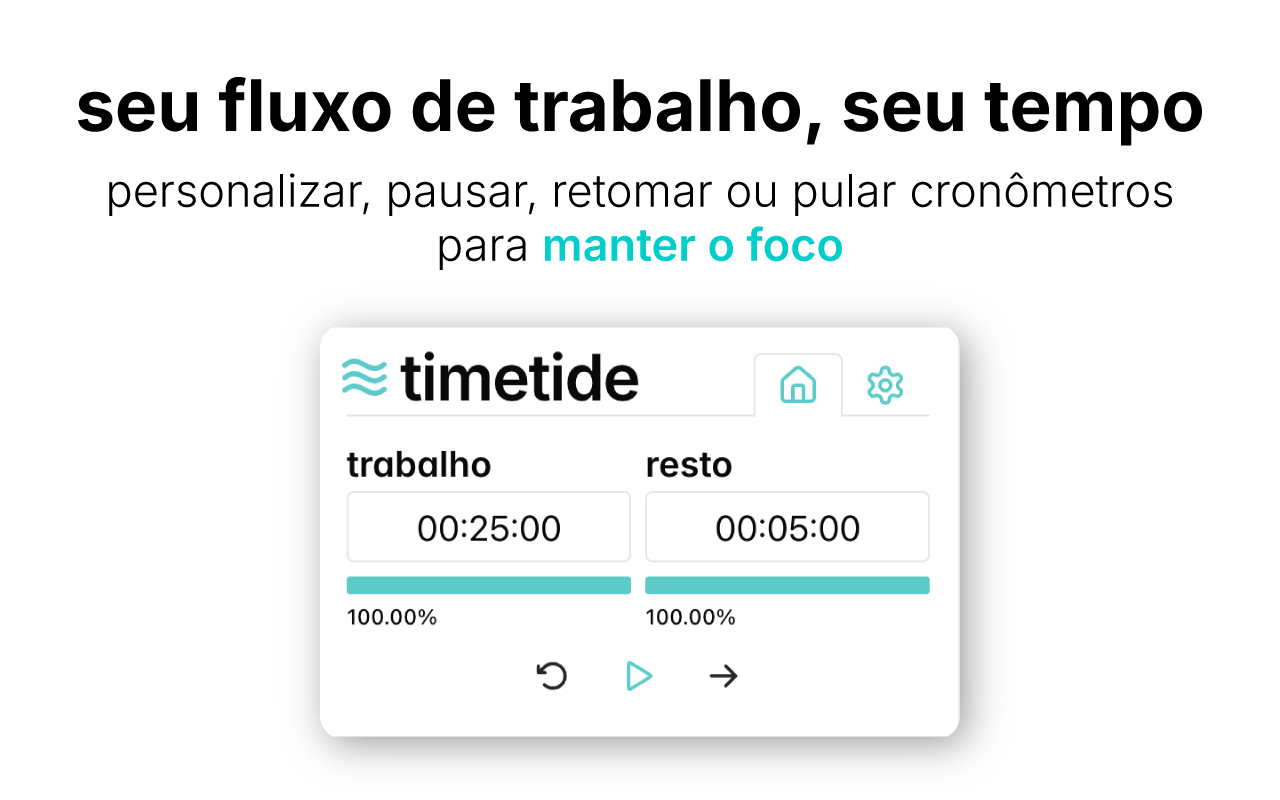 seu fluxo de trabalho, seu tempo
personalizar, pausar, retomar ou pular cronômetros
para manter o foco
timetide
trabalho
resto
00:25:00
00:05:00
100.00%
100.00%